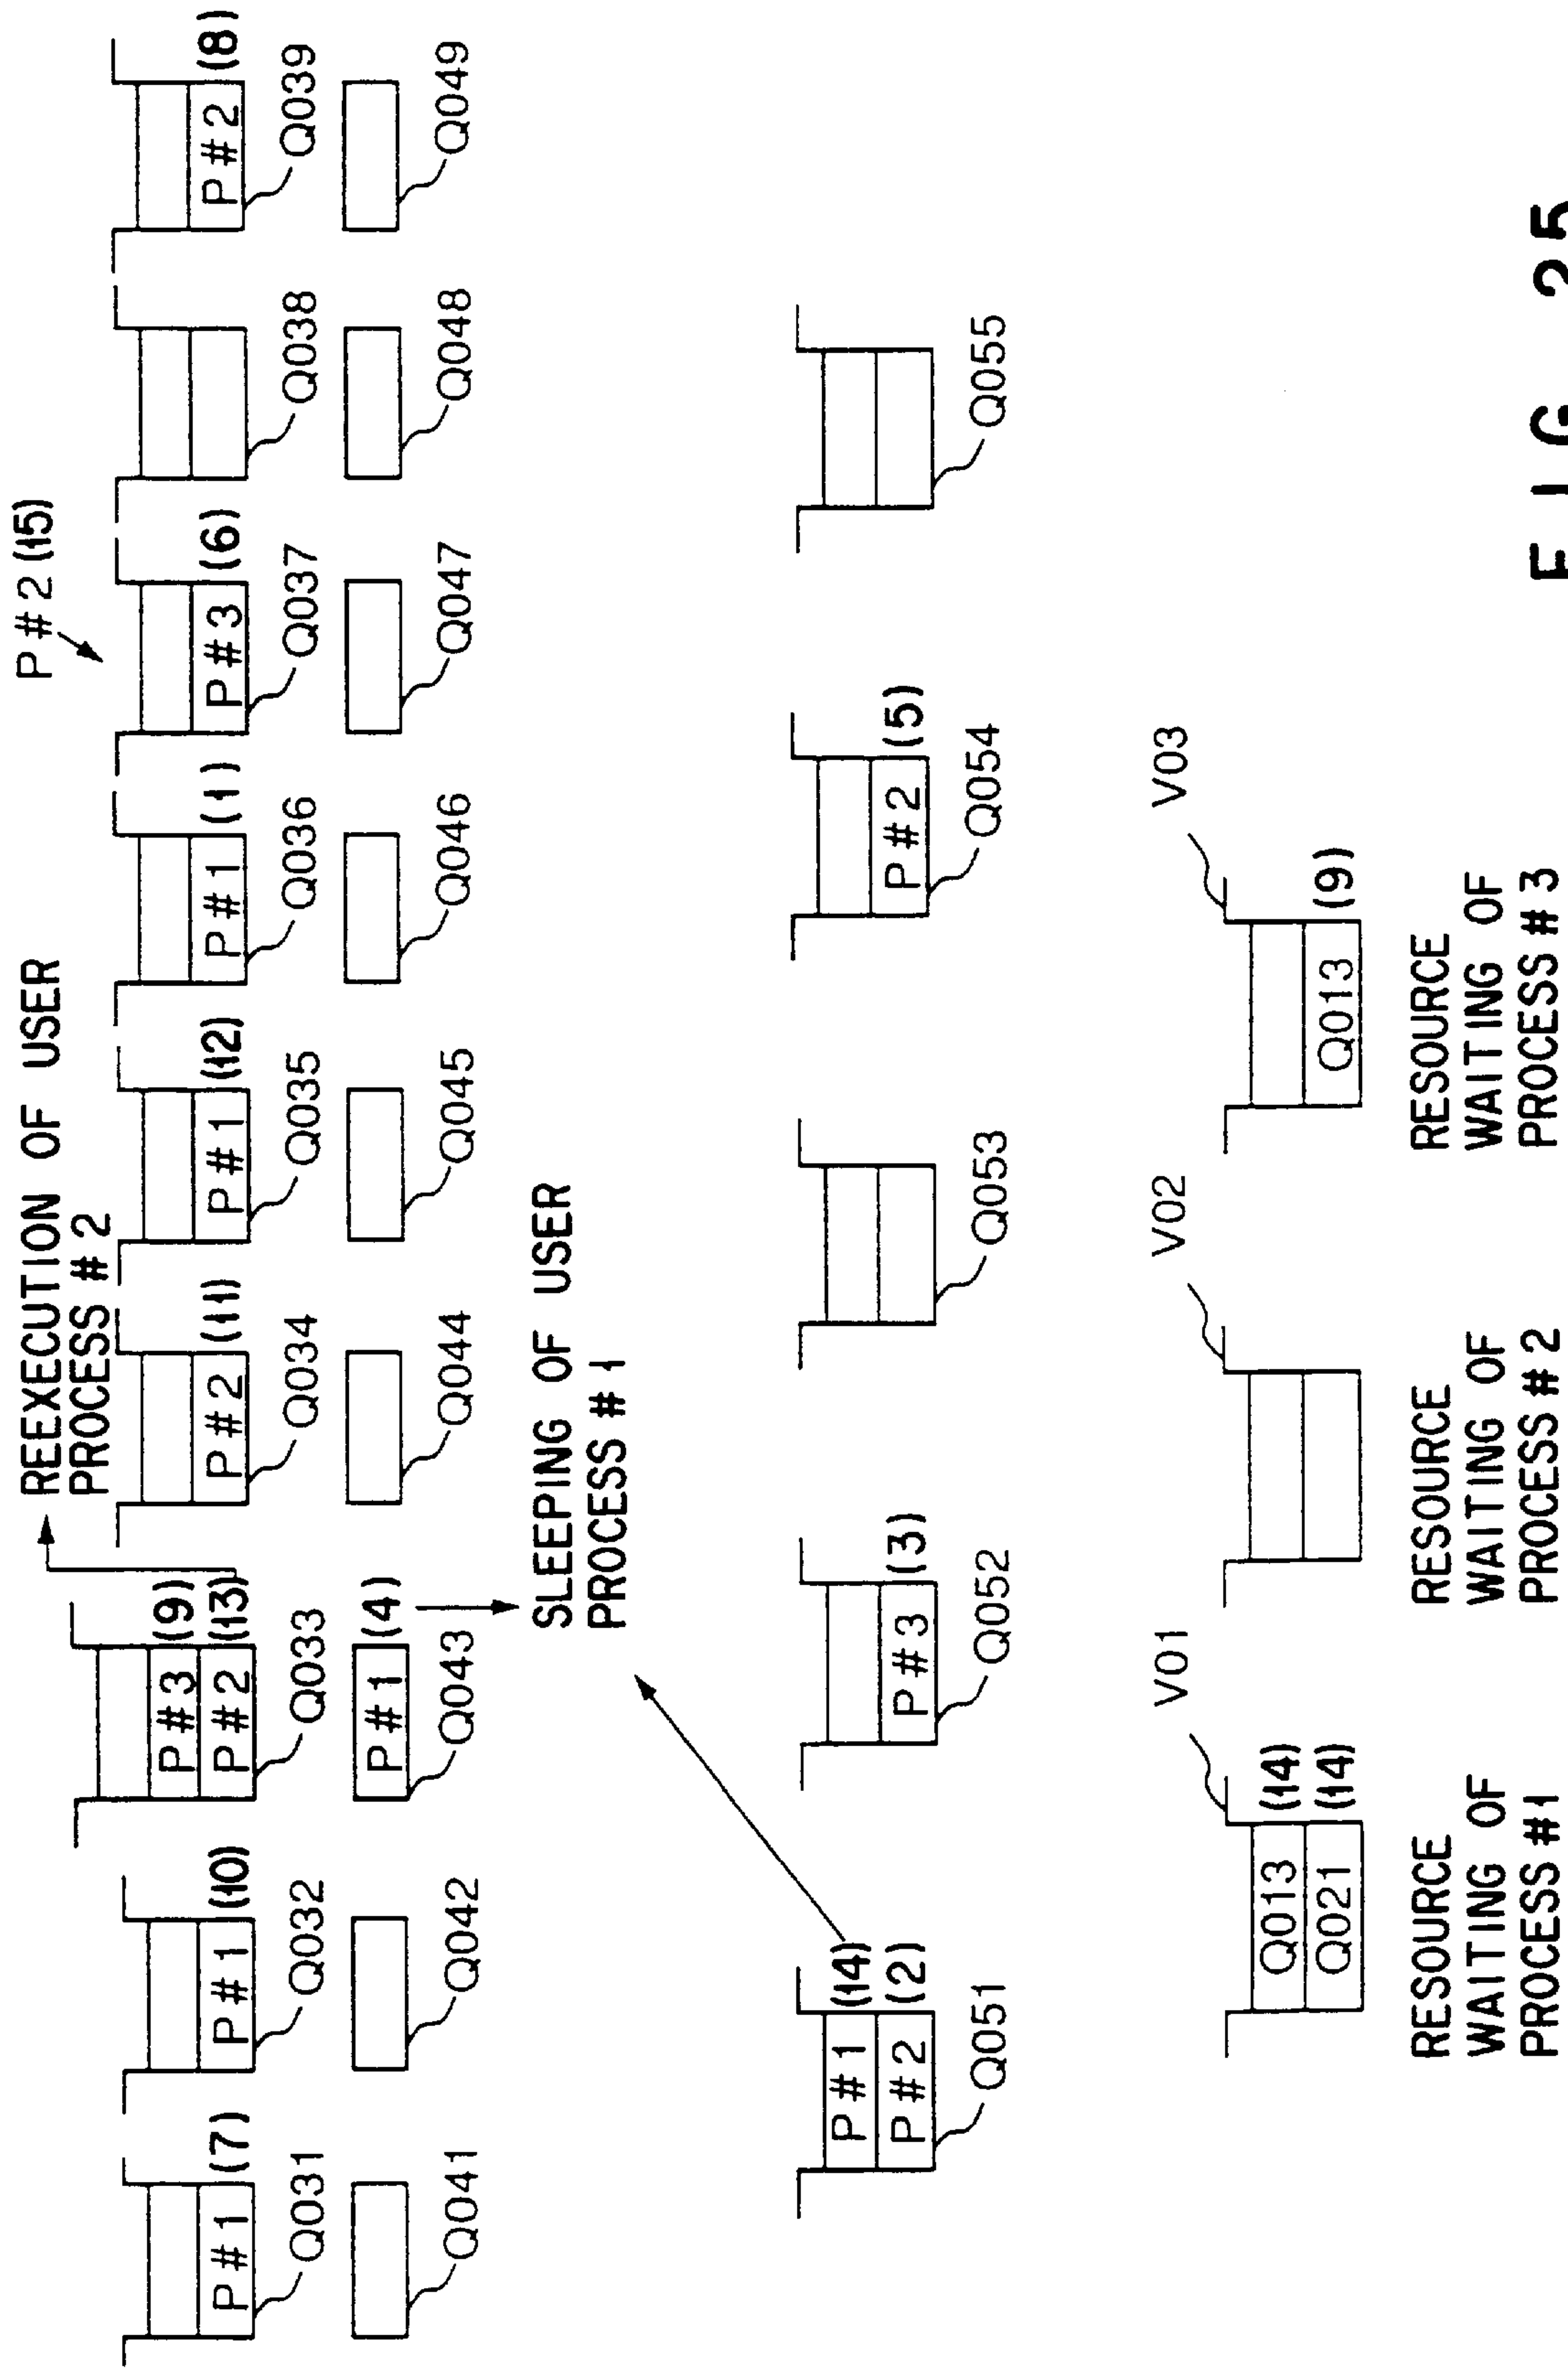 P#2 (15)
REEXECUTION OF USER
PROCESS #2
P#1 (7)
Q031
P#1 (10)
Q032
P#3 (9)
P#2 (13)
Q033
P#2 (11)
Q034
P#1 (12)
Q035
P#1 (1)
Q036
P#3 (6)
Q037
Q038
P#2 (8)
Q039
Q041
Q042
P#1 (4)
Q043
Q044
Q045
Q046
Q047
Q048
Q049
SLEEPING OF USER
PROCESS #1
P#1 (14)
P#2 (2)
Q051
P#3 (3)
Q052
Q053
P#2 (5)
Q054
Q055
V01
Q013 (14)
Q021 (14)
RESOURCE
WAITING OF
PROCESS #1
V02
RESOURCE
WAITING OF
PROCESS #2
V03
Q013 (9)
RESOURCE
WAITING OF
PROCESS #3
FIG. 25